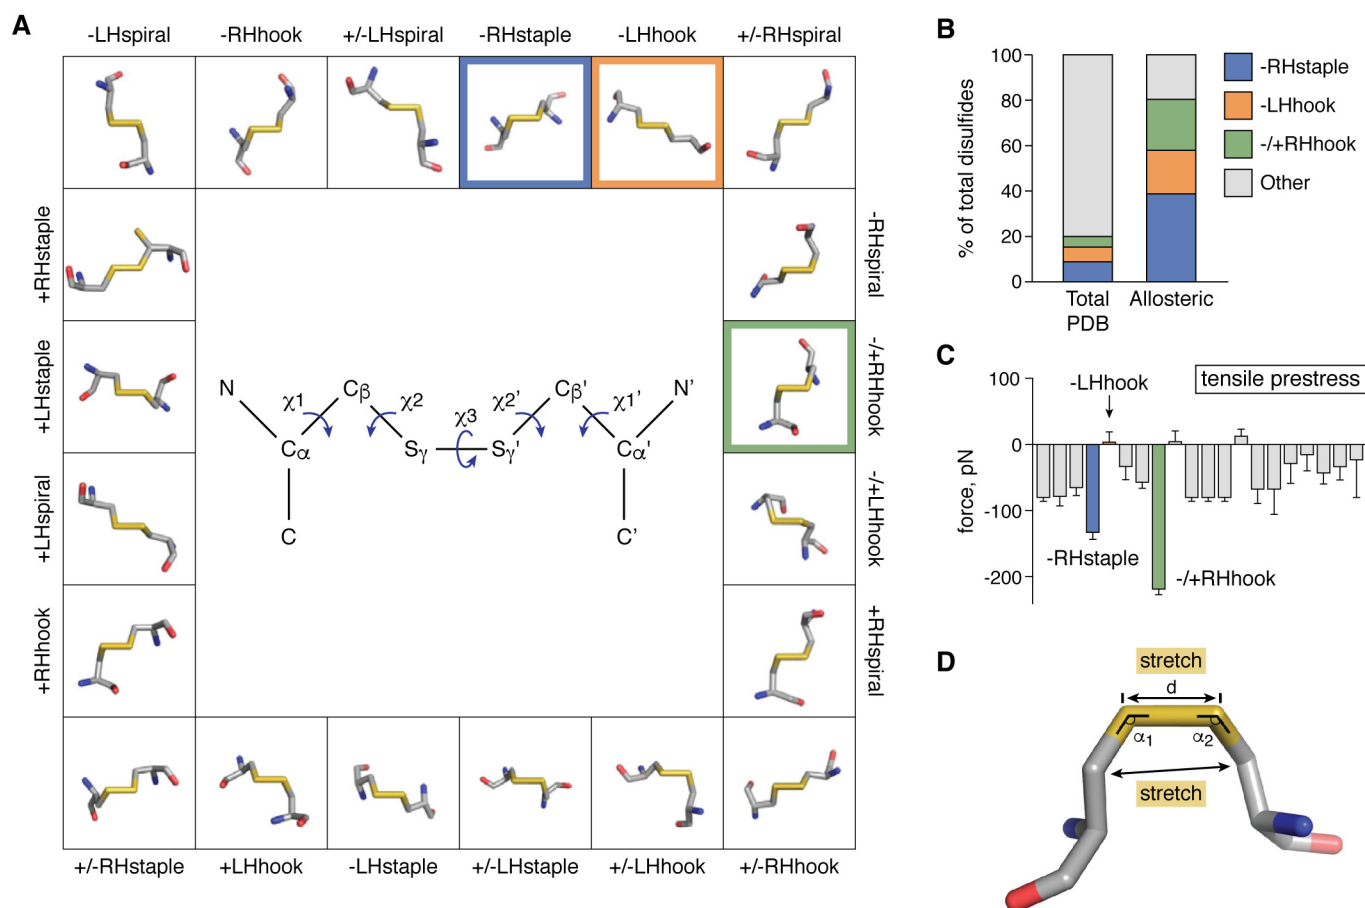 A
-LHspiral
-RHhook
+/-LHspiral
-RHstaple
-LHhook
+/-RHspiral
+RHstaple
+LHstaple
+LHspiral
+RHhook
-RHspiral
-/+RHhook
-/+LHhook
+RHspiral
+/-RHstaple
+LHhook
-LHstaple
+/-LHstaple
+/-LHhook
+/-RHhook
N
Cβ
Cβ'
N'
χ1
χ2
χ3
χ2'
χ1'
Cα
Sγ
Sγ'
Cα'
C
C'
B
% of total disulfides
100
80
60
40
20
0
Total
PDB
Allosteric
-RHstaple
-LHhook
-/+RHhook
Other
C
tensile prestress
-LHhook
force, pN
100
0
-100
-200
-RHstaple
-/+RHhook
D
stretch
d
α1
α2
stretch